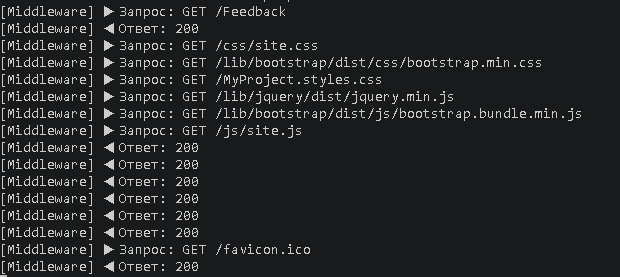 [Middleware] ▶ Запрос: GET /Feedback
[Middleware] ◀ Ответ: 200
[Middleware] ▶ Запрос: GET /css/site.css
[Middleware] ▶ Запрос: GET /lib/bootstrap/dist/css/bootstrap.min.css
[Middleware] ▶ Запрос: GET /MyProject.styles.css
[Middleware] ▶ Запрос: GET /lib/jquery/dist/jquery.min.js
[Middleware] ▶ Запрос: GET /lib/bootstrap/dist/js/bootstrap.bundle.min.js
[Middleware] ▶ Запрос: GET /js/site.js
[Middleware] ◀ Ответ: 200
[Middleware] ◀ Ответ: 200
[Middleware] ◀ Ответ: 200
[Middleware] ◀ Ответ: 200
[Middleware] ◀ Ответ: 200
[Middleware] ◀ Ответ: 200
[Middleware] ▶ Запрос: GET /favicon.ico
[Middleware] ◀ Ответ: 200